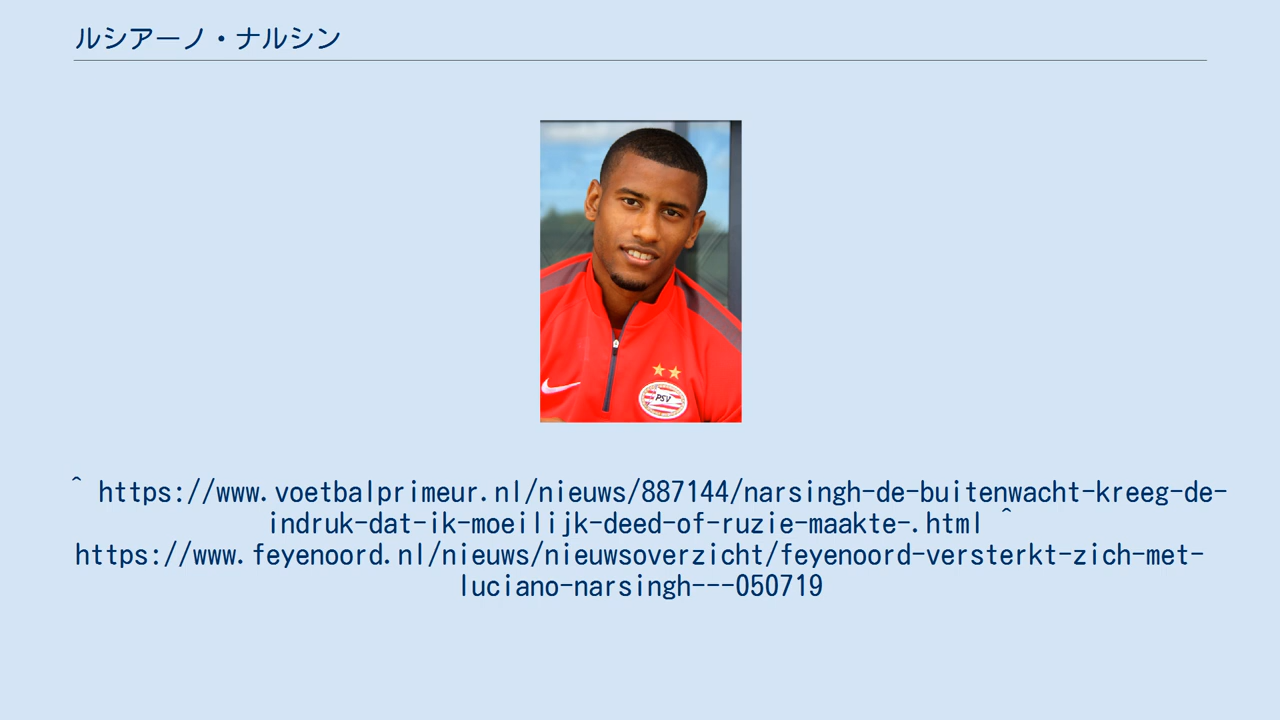 ルシアーノ・ナルシン
PSV
^ https://www.voetbalprimeur.nl/nieuws/887144/narsingh-de-buitenwacht-kreeg-de-
indruk-dat-ik-moeilijk-deed-of-ruzie-maakte-.html ^
https://www.feyenoord.nl/nieuws/nieuwsoverzicht/feyenoord-versterkt-zich-met-
luciano-narsingh---050719